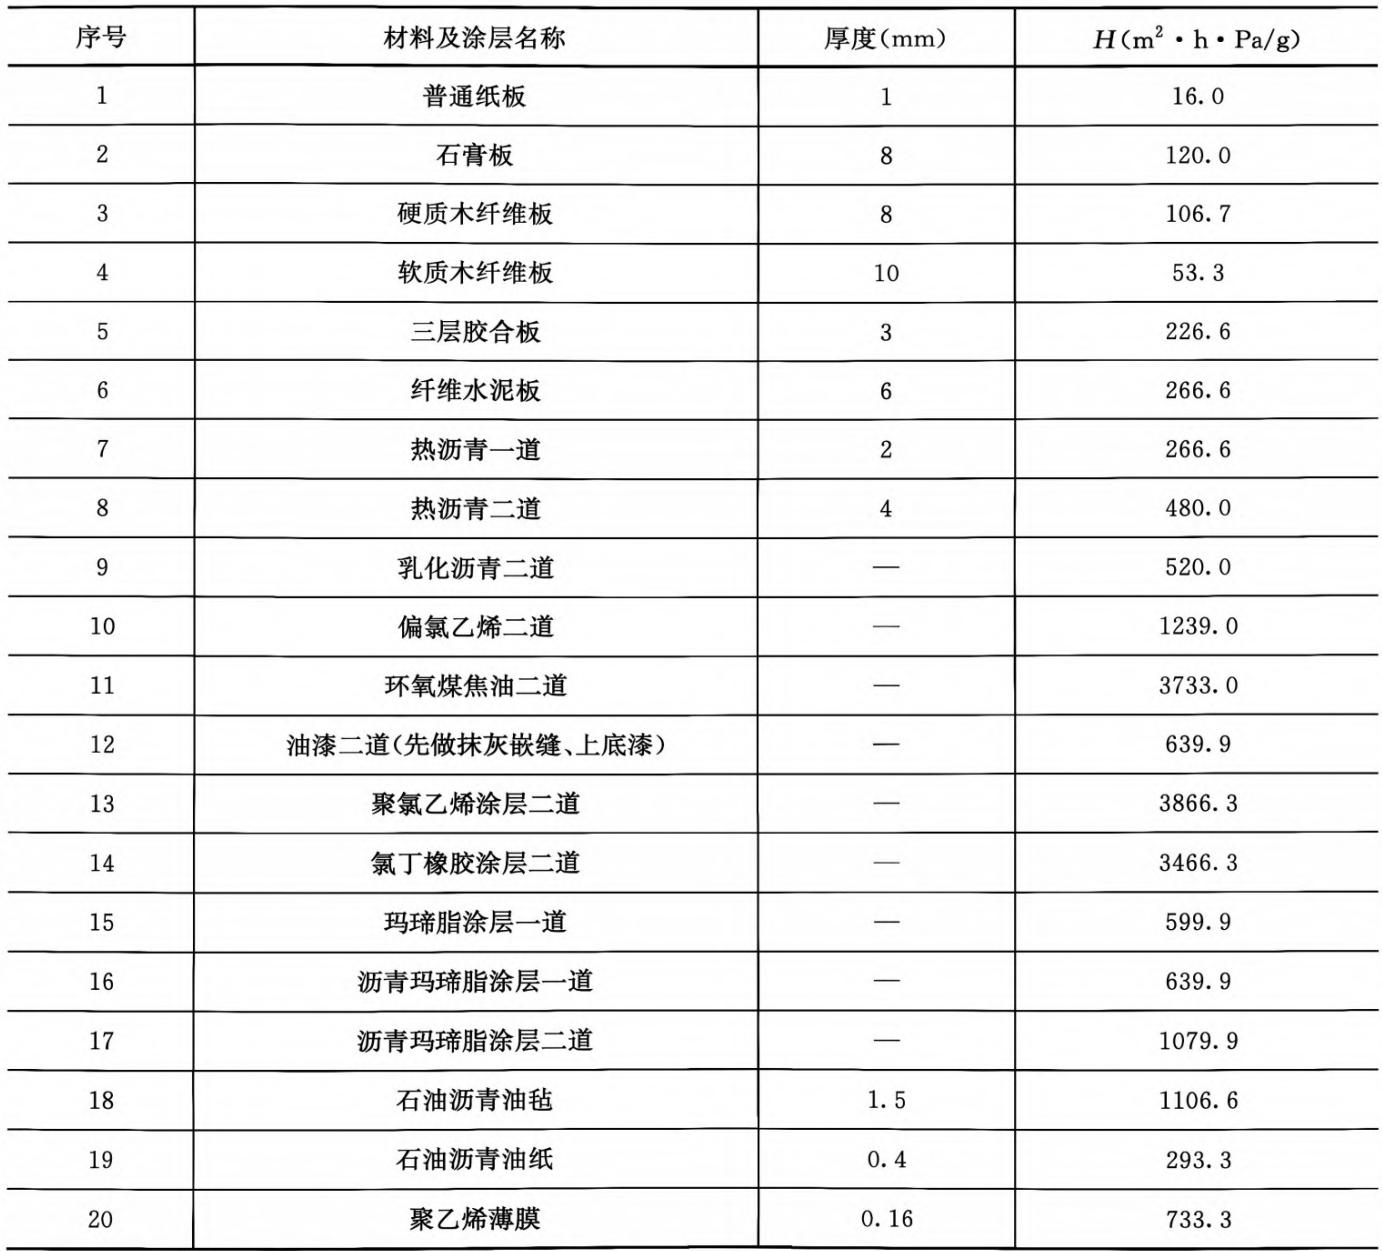 序号 材料及涂层名称 厚度(mm) H(m²·h·Pa/g)
1 普通纸板 1 16.0
2 石膏板 8 120.0
3 硬质木纤维板 8 106.7
4 软质木纤维板 10 53.3
5 三层胶合板 3 226.6
6 纤维水泥板 6 266.6
7 热沥青一道 2 266.6
8 热沥青二道 4 480.0
9 乳化沥青二道 — 520.0
10 偏氯乙烯二道 — 1239.0
11 环氧煤焦油二道 — 3733.0
12 油漆二道(先做抹灰嵌缝、上底漆) — 639.9
13 聚氯乙烯涂层二道 — 3866.3
14 氯丁橡胶涂层二道 — 3466.3
15 玛𤧛脂涂层一道 — 599.9
16 沥青玛𤧛脂涂层一道 — 639.9
17 沥青玛𤧛脂涂层二道 — 1079.9
18 石油沥青油毡 1.5 1106.6
19 石油沥青油纸 0.4 293.3
20 聚乙烯薄膜 0.16 733.3